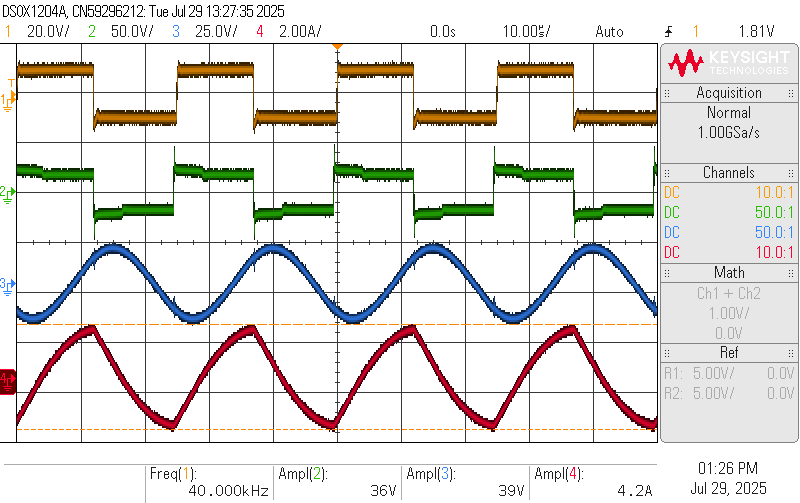 DSOX1204A, CN59296212: Tue Jul 29 13:27:35 2025
1 20.0V/ 2 50.0V/ 3 25.0V/ 4 2.00A/ 0.0s 10.00s/ Auto 1 1.81V
KEYSIGHT
TECHNOLOGIES
Acquisition
Normal
1.00GSa/s
Channels
DC 10.0:1
DC 50.0:1
DC 50.0:1
DC 10.0:1
Math
Ch1 + Ch2
1.00V/
0.0V
Ref
R1: 5.00V/ 0.0V
R2: 5.00V/ 0.0V
T
1
2
3
4
Freq(1): Ampl(2): Ampl(3): Ampl(4):
40.000kHz 36V 39V 4.2A
01:26 PM
Jul 29, 2025